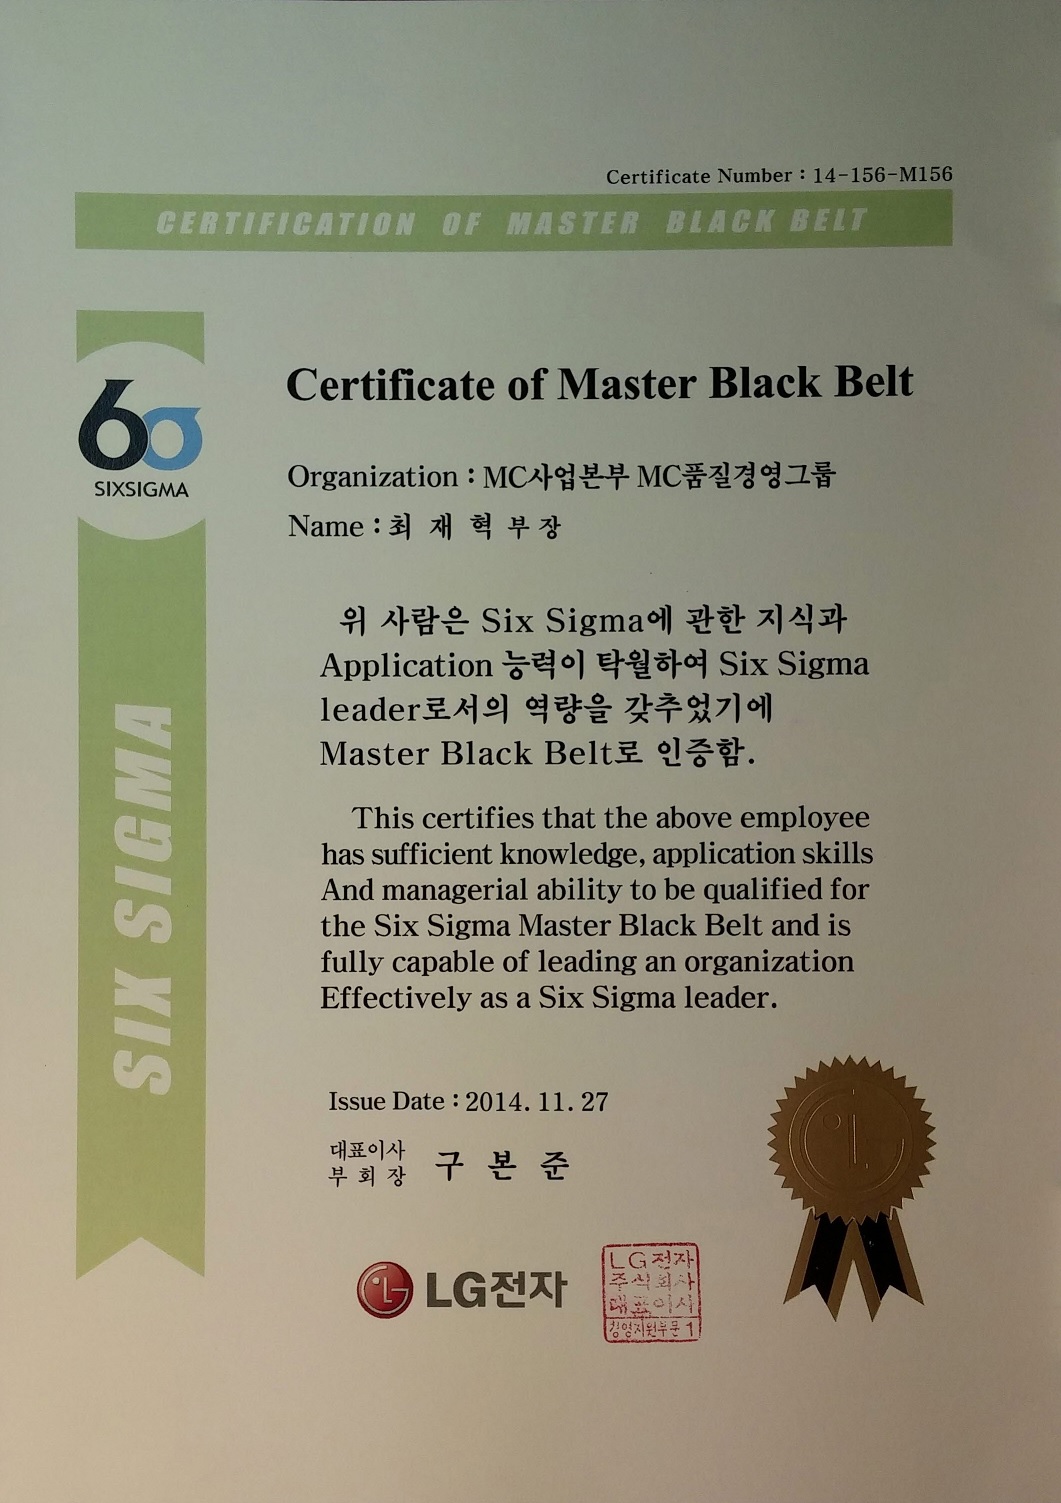 Certificate Number : 14-156-M156
CERTIFICATION OF MASTER BLACK BELT
6σ
SIXSIGMA
SIX SIGMA
Certificate of Master Black Belt
Organization : MC사업본부 MC품질경영그룹
Name : 최 재 혁 부 장
위 사람은 Six Sigma에 관한 지식과
Application 능력이 탁월하여 Six Sigma
leader로서의 역량을 갖추었기에
Master Black Belt로 인증함.
This certifies that the above employee
has sufficient knowledge, application skills
And managerial ability to be qualified for
the Six Sigma Master Black Belt and is
fully capable of leading an organization
Effectively as a Six Sigma leader.
Issue Date : 2014. 11. 27
대표이사
부 회 장
구 본 준
LG전자
LG전자
주식회사
대표이사
경영지원부문 1